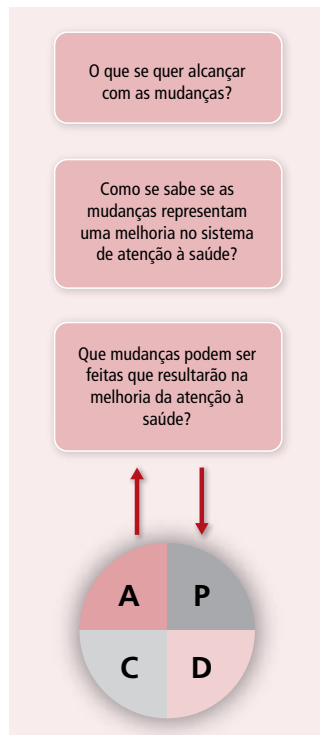 O que se quer alcançar
com as mudanças?
Como se sabe se as
mudanças representam
uma melhoria no sistema
de atenção à saúde?
Que mudanças podem ser
feitas que resultarão na
melhoria da atenção à
saúde?
A P
C D